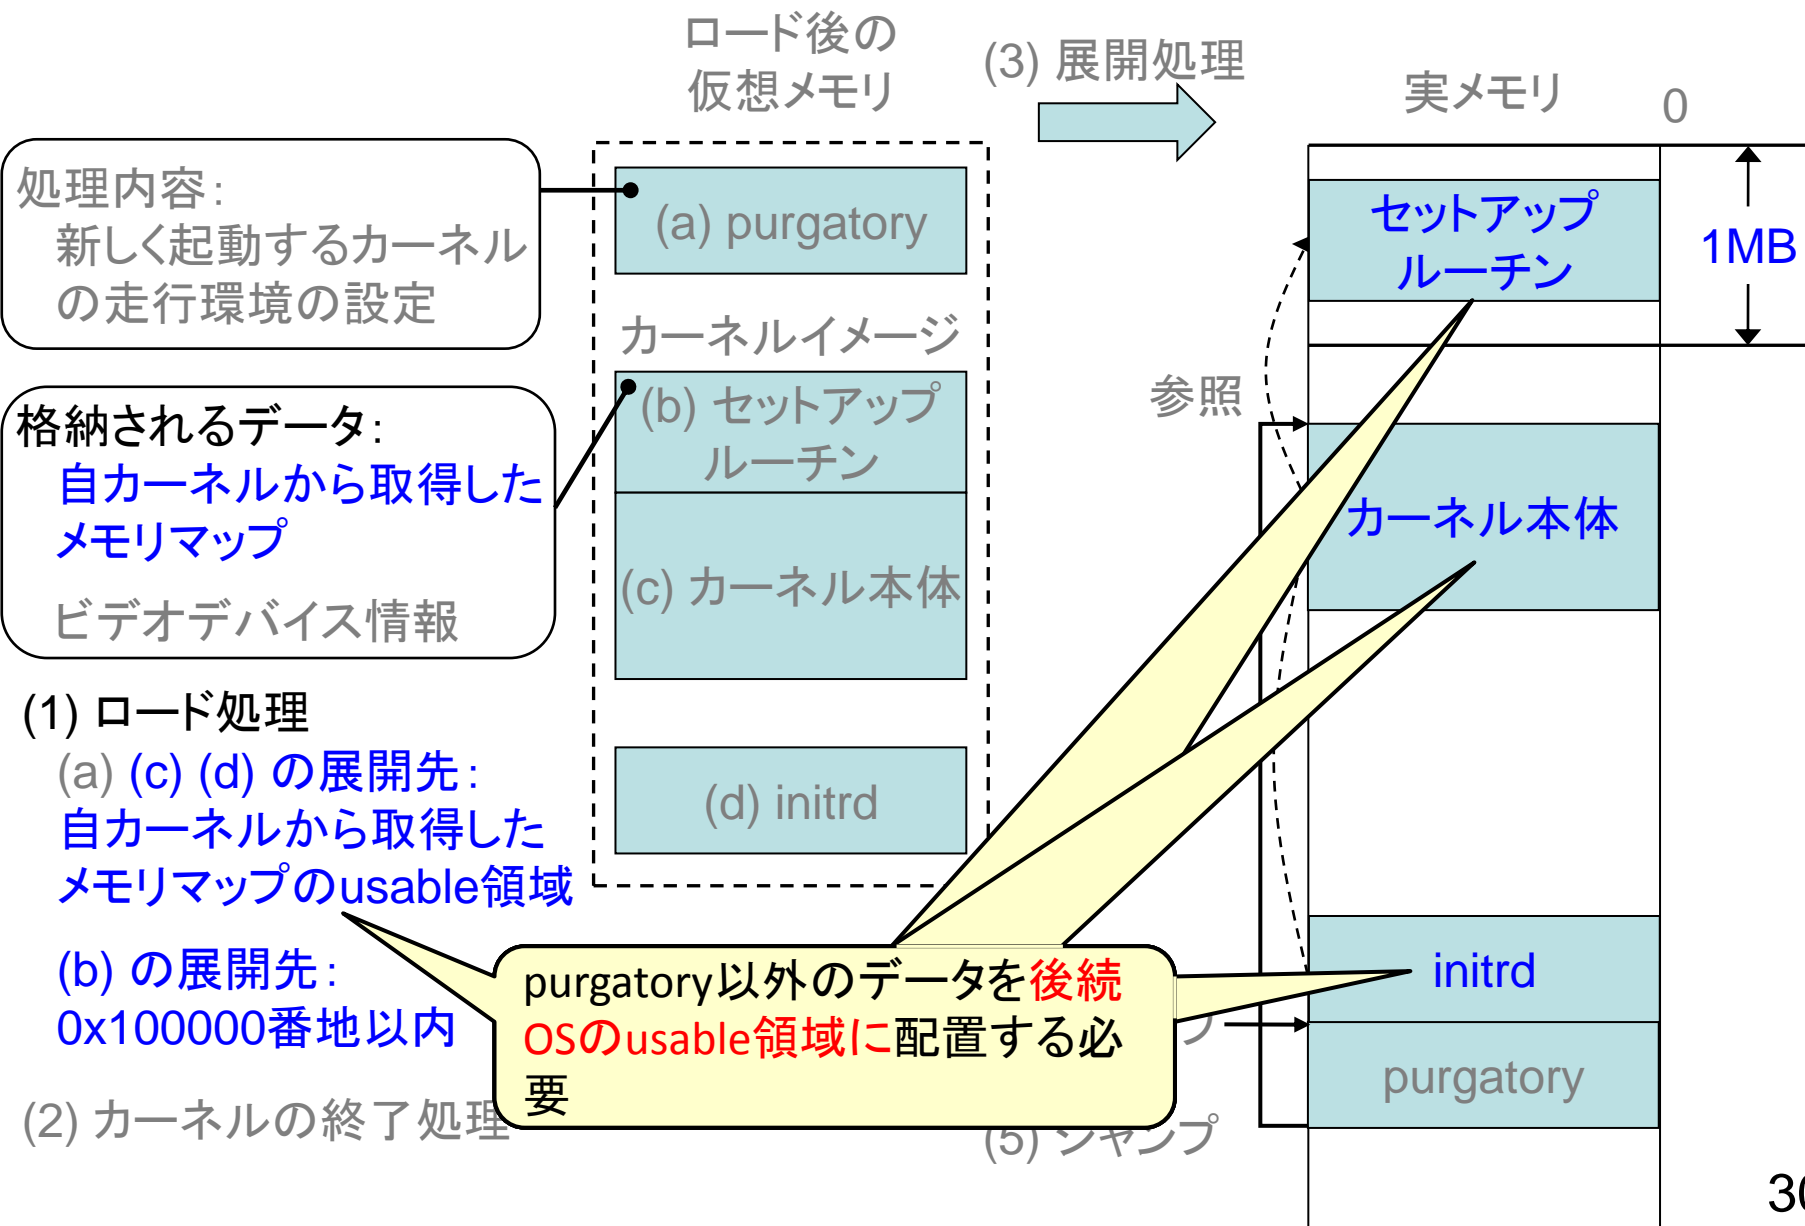 ロード後の
仮想メモリ
(3) 展開処理
実メモリ
0
処理内容：
新しく起動するカーネル
の走行環境の設定
(a) purgatory
セットアップ
ルーチン
1MB
カーネルイメージ
格納されるデータ：
自カーネルから取得した
メモリマップ
ビデオデバイス情報
(b) セットアップ
ルーチン
参照
カーネル本体
(c) カーネル本体
(1) ロード処理
(a) (c) (d) の展開先：
自カーネルから取得した
メモリマップのusable領域
(d) initrd
(b) の展開先：
0x100000番地以内
purgatory以外のデータを後続
OSのusable領域に配置する必
要
initrd
プ
purgatory
(2) カーネルの終了処理
(5) ジャンプ